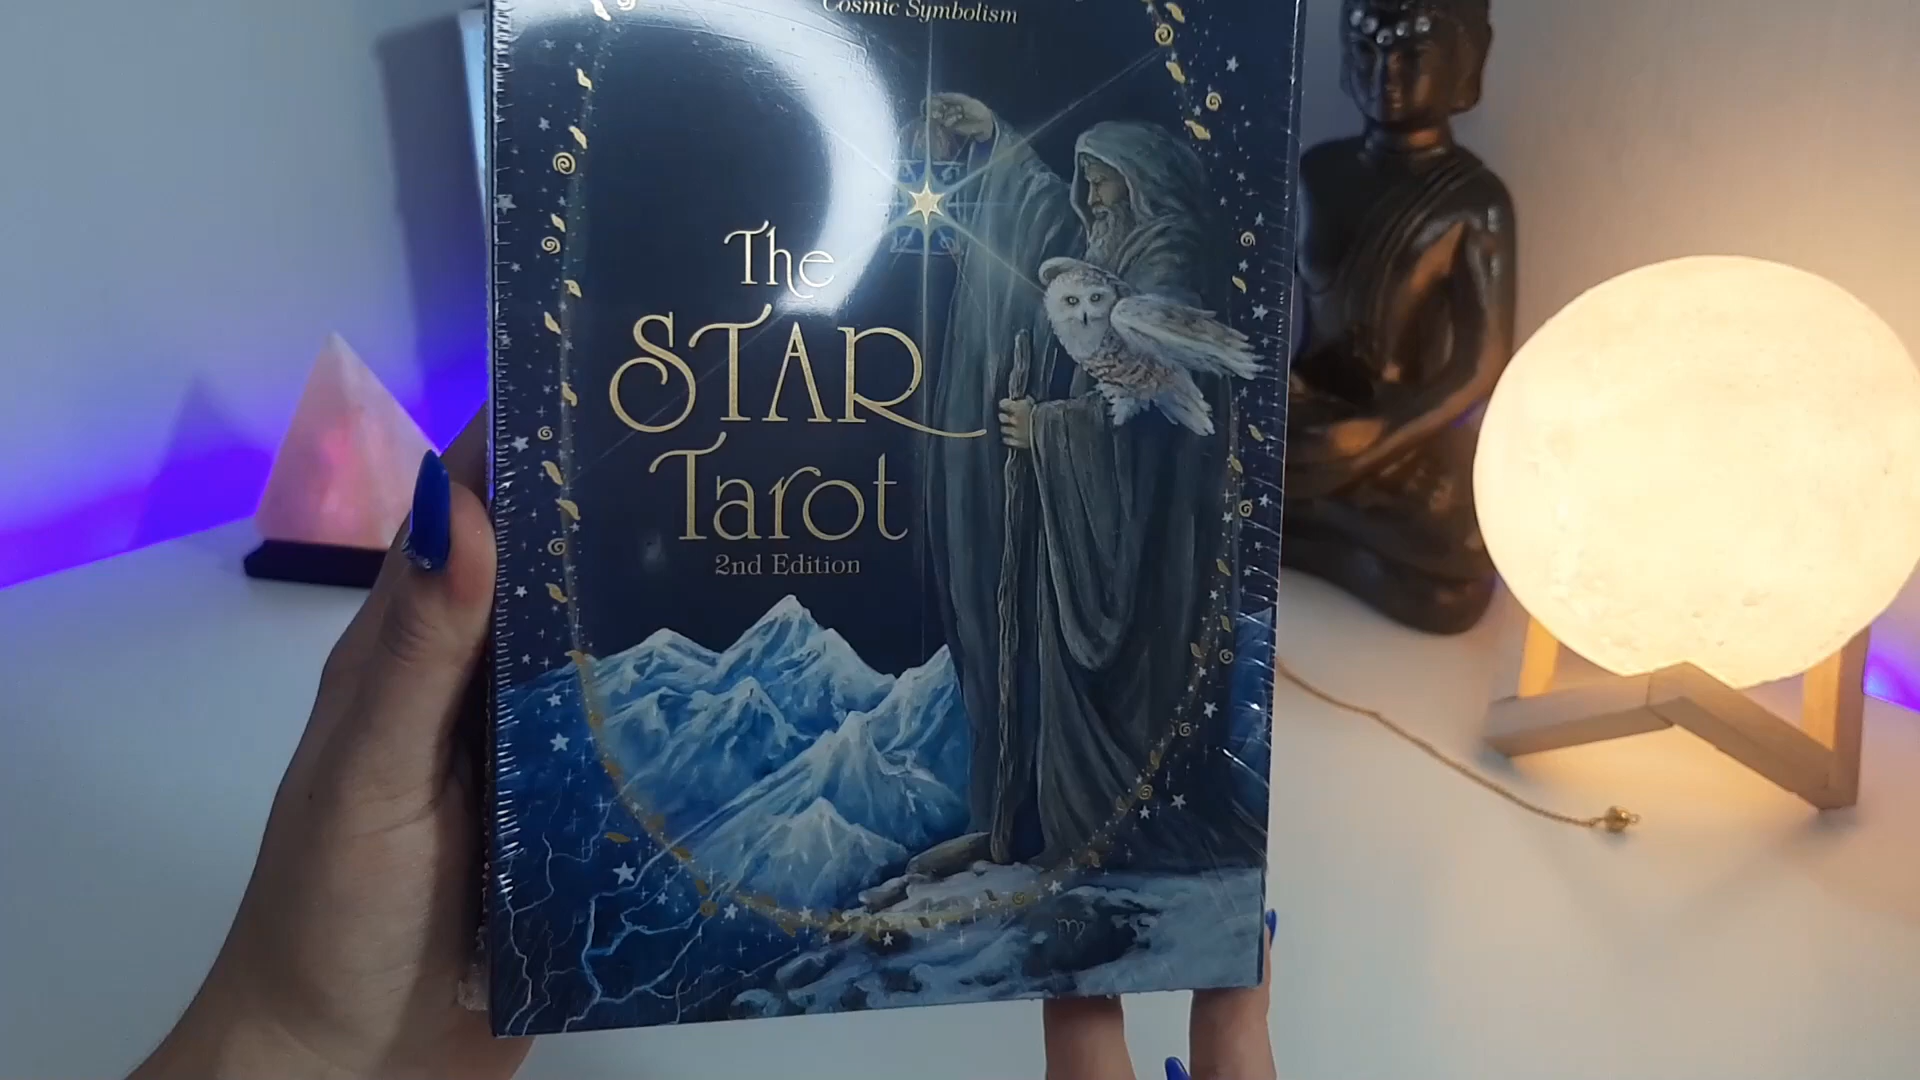 Cosmic Symbolism
The
STAR
Tarot
2nd Edition